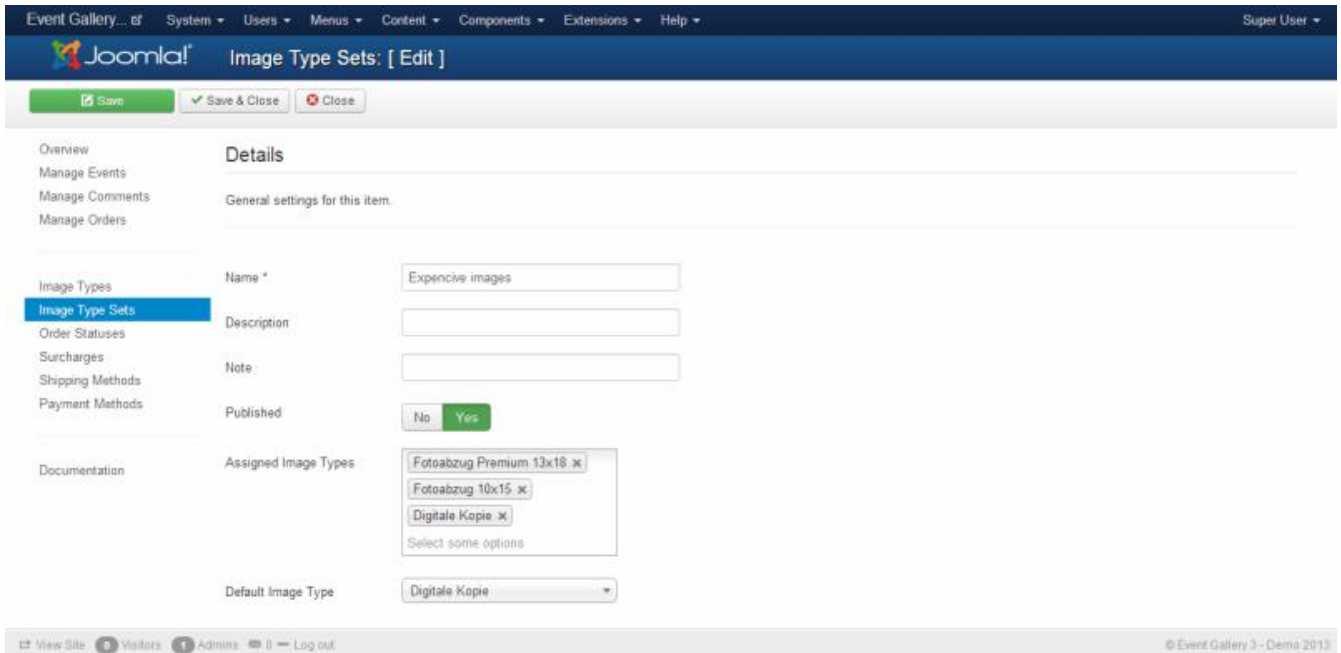 Event Gallery... System Users Menus Content Components Extensions Help Super User
Joomla! Image Type Sets: [ Edit ]
Save Save & Close Close
Overview
Manage Events
Manage Comments
Manage Orders
Image Types
Image Type Sets
Order Statuses
Surcharges
Shipping Methods
Payment Methods
Documentation
Details
General settings for this item.
Name * Expencive images
Description
Note
Published No Yes
Assigned Image Types Fotoabzug Premium 13x18
Fotoabzug 10x15
Digitale Kopie
Select some options
Default Image Type Digitale Kopie
View Site 0 Visitors 1 Admins 0 Log out © Event Gallery 3 - Demo 2013